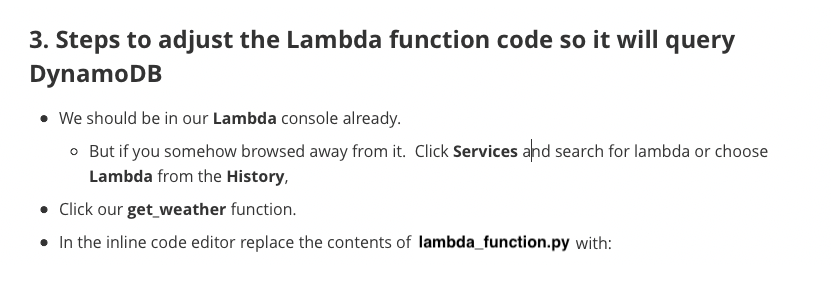 3. Steps to adjust the Lambda function code so it will query
DynamoDB
We should be in our Lambda console already.
But if you somehow browsed away from it.  Click Services and search for lambda or choose
Lambda from the History,
Click our get_weather function.
In the inline code editor replace the contents of lambda_function.py with: